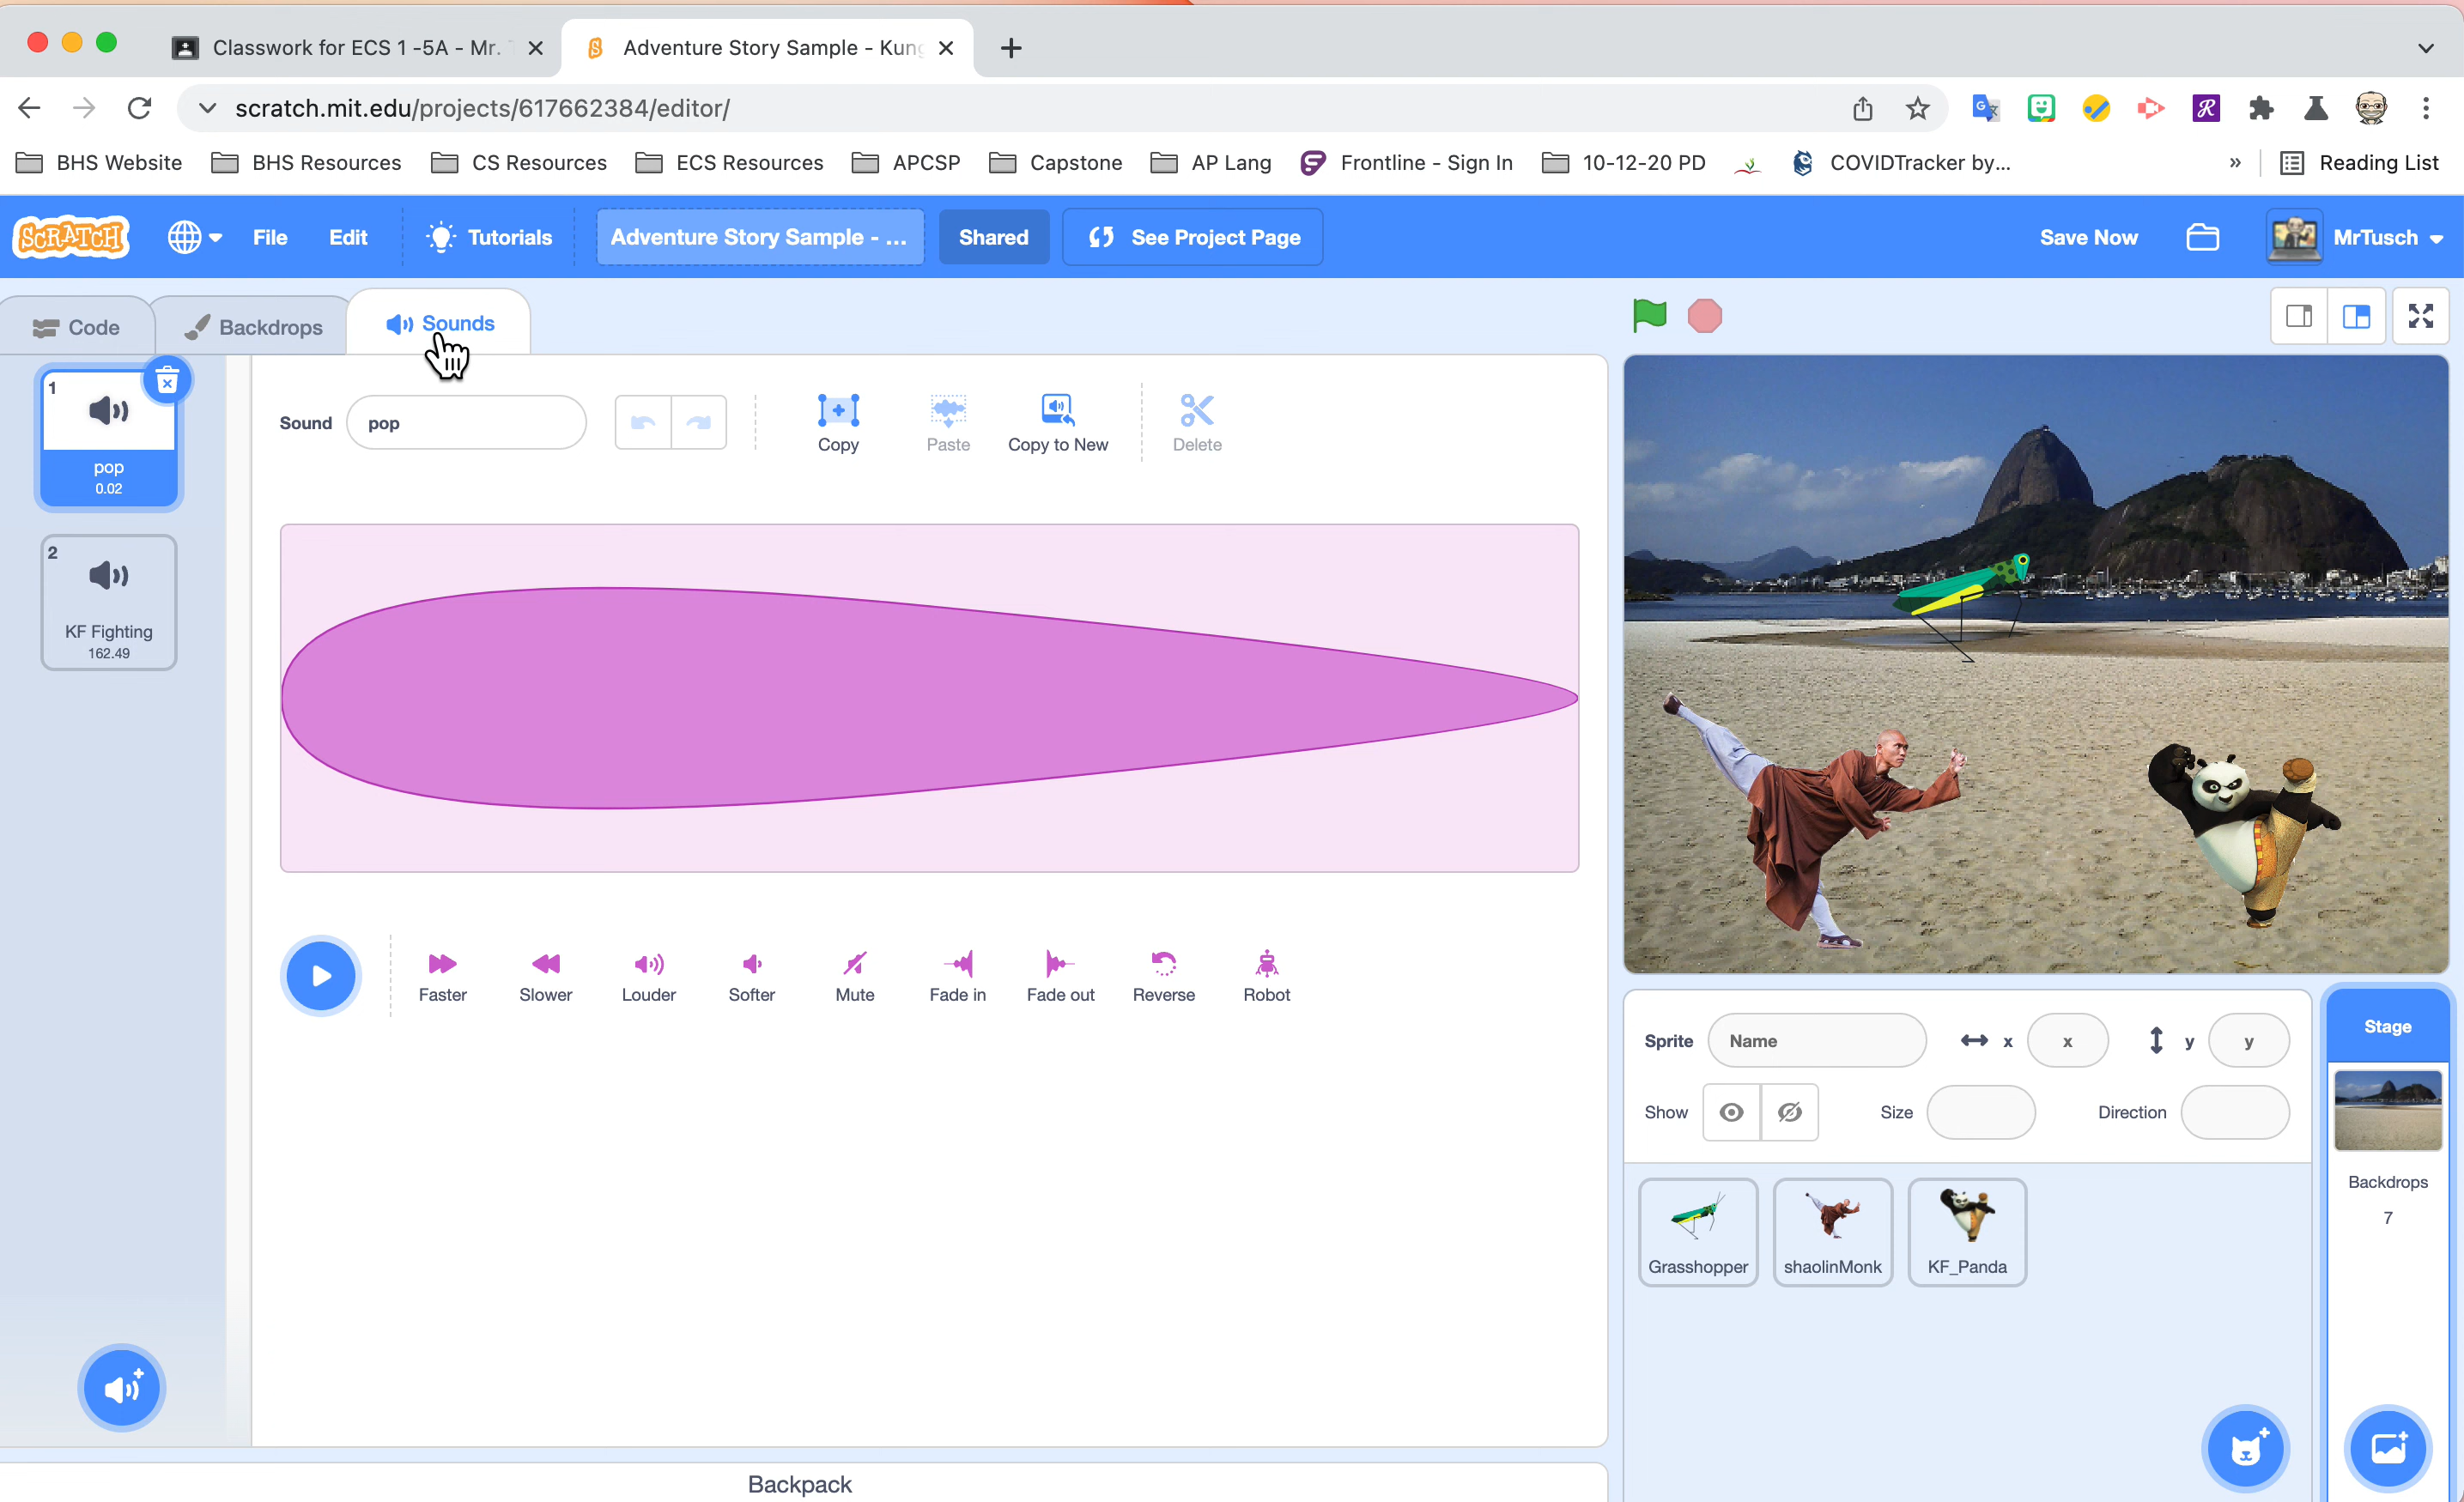 Classwork for ECS 1 -5A - Mr.
Adventure Story Sample - Kung
scratch.mit.edu/projects/617662384/editor/
BHS Website
BHS Resources
CS Resources
ECS Resources
APCSP
Capstone
AP Lang
Frontline - Sign In
10-12-20 PD
COVIDTracker by...
»
Reading List
SCRATCH
File
Edit
Tutorials
Adventure Story Sample - ...
Shared
See Project Page
Save Now
MrTusch
Code
Backdrops
Sounds
1
pop
0.02
2
KF Fighting
162.49
Sound
pop
Copy
Paste
Copy to New
Delete
Faster
Slower
Louder
Softer
Mute
Fade in
Fade out
Reverse
Robot
Sprite
Name
x
x
y
y
Show
Size
Direction
Grasshopper
shaolinMonk
KF_Panda
Stage
Backdrops
7
Backpack